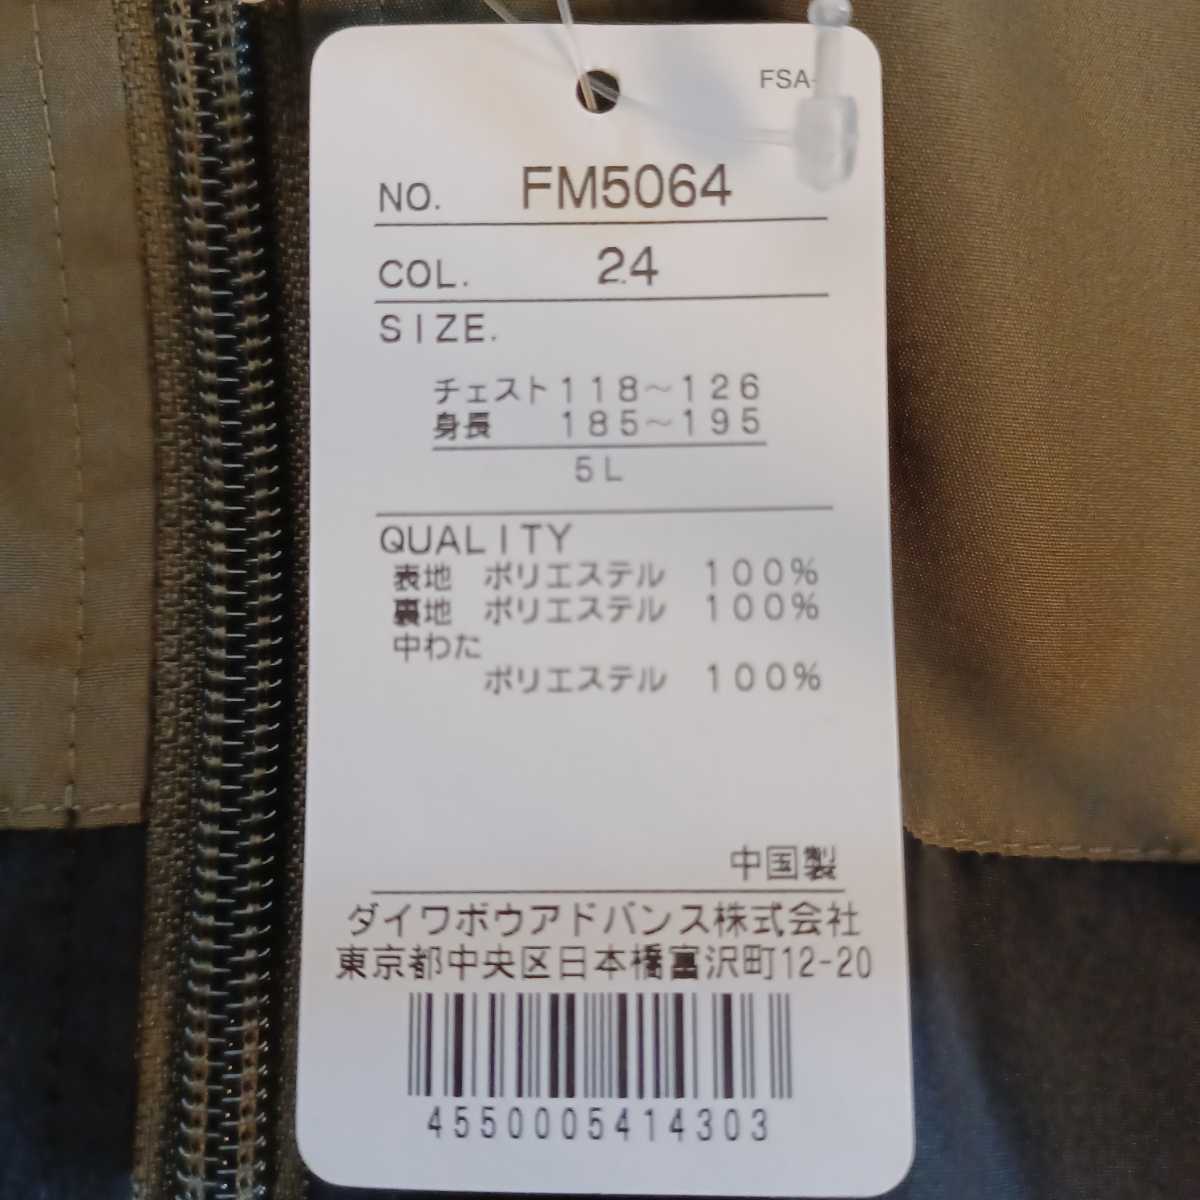 FSA-
NO. FM5064
COL. 24
SIZE.
チェスト 118～126
身長 185～195
5L
QUALITY
表地 ポリエステル 100%
裏地 ポリエステル 100%
中わた
ポリエステル 100%
中国製
ダイワボウアドバンス株式会社
東京都中央区日本橋富沢町12-20
4550005414303